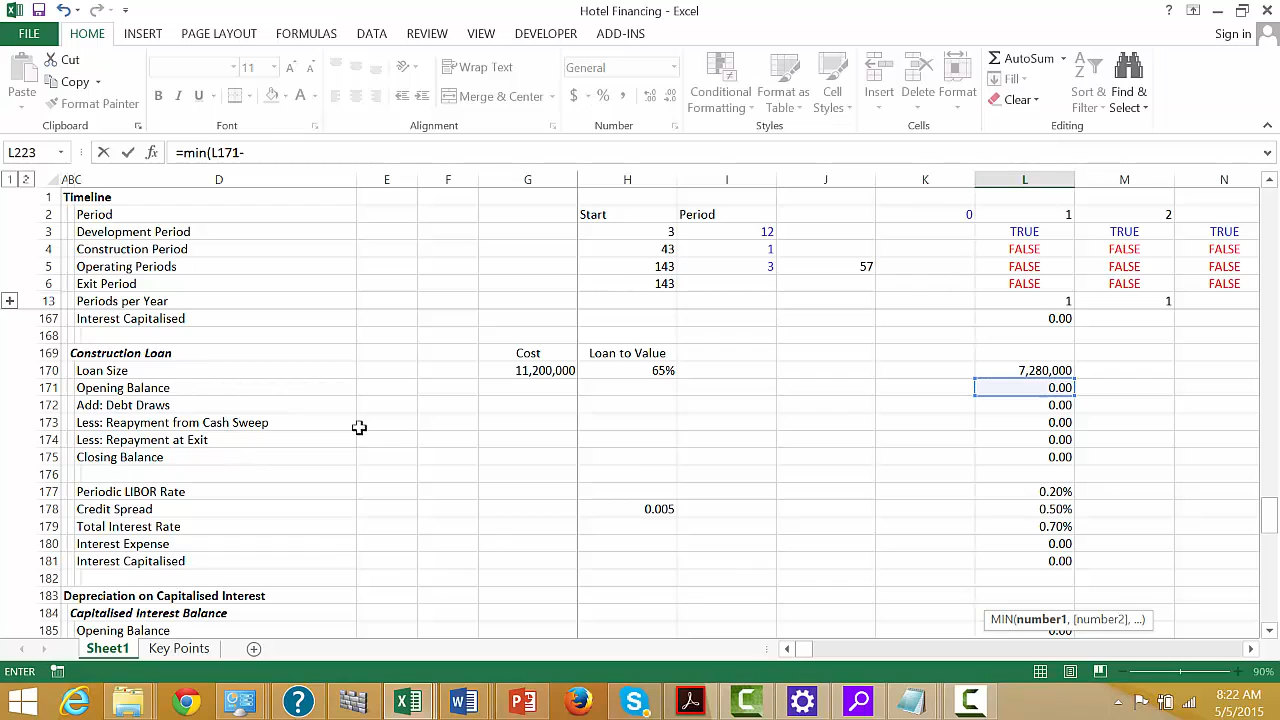 Hotel Financing - Excel
FILE HOME INSERT PAGE LAYOUT FORMULAS DATA REVIEW VIEW DEVELOPER ADD-INS Sign in
Paste Cut Copy Format Painter
Clipboard
11
Font
Wrap Text
Merge & Center
Alignment
General
Number
Conditional Formatting
Format as Table
Cell Styles
Styles
Insert Delete Format
Cells
AutoSum
Fill
Clear
Sort & Filter
Find & Select
Editing
L223 =min(L171-
1 2 ABC D E F G H I J K L M N
1 Timeline
2 Period Start Period 0 1 2
3 Development Period 3 12 TRUE TRUE TRUE
4 Construction Period 43 1 FALSE FALSE FALSE
5 Operating Periods 143 3 57 FALSE FALSE FALSE
6 Exit Period 143 FALSE FALSE FALSE
13 Periods per Year 1 1
167 Interest Capitalised 0.00
168
169 Construction Loan Cost Loan to Value
170 Loan Size 11,200,000 65% 7,280,000
171 Opening Balance 0.00
172 Add: Debt Draws 0.00
173 Less: Reapyment from Cash Sweep 0.00
174 Less: Repayment at Exit 0.00
175 Closing Balance 0.00
176
177 Periodic LIBOR Rate 0.20%
178 Credit Spread 0.005 0.50%
179 Total Interest Rate 0.70%
180 Interest Expense 0.00
181 Interest Capitalised 0.00
182
183 Depreciation on Capitalised Interest
184 Capitalised Interest Balance
MIN(number1, [number2], ...)
185 Opening Balance 0.00
Sheet1 Key Points
ENTER 90%
8:22 AM
5/5/2015